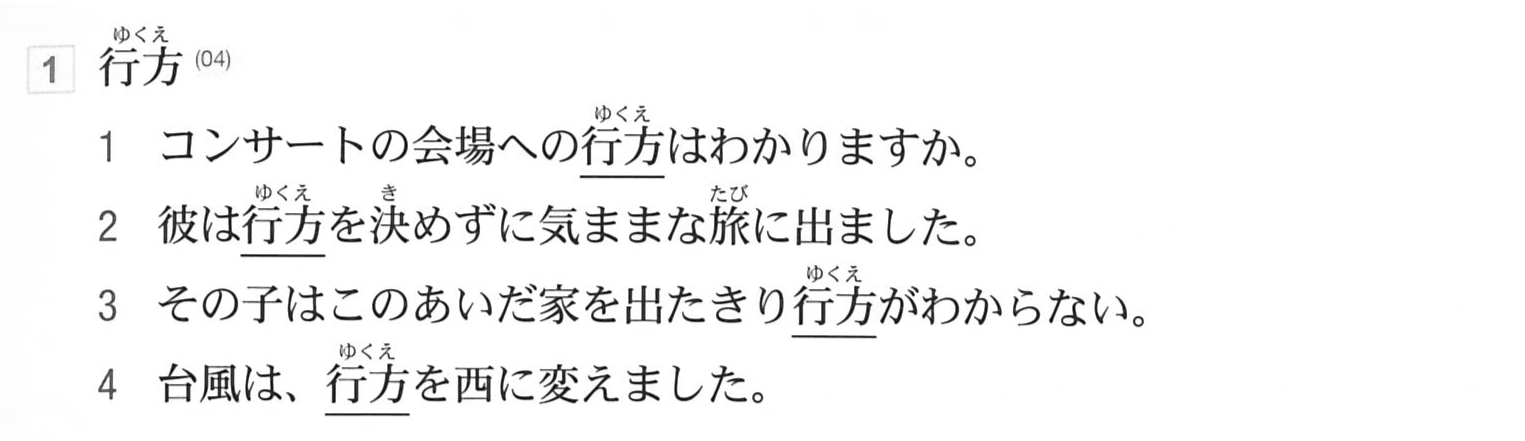 ゆくえ
1 行方 (04)
ゆくえ
1 コンサートの会場への行方はわかりますか。
ゆくえ き たび
2 彼は行方を決めずに気ままな旅に出ました。
ゆくえ
3 その子はこのあいだ家を出たきり行方がわからない。
ゆくえ
4 台風は、行方を西に変えました。